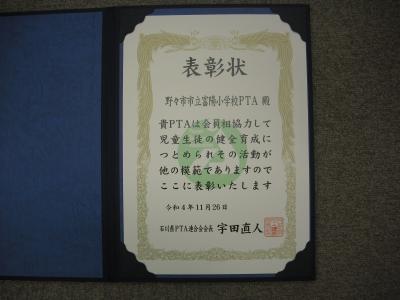 表彰状
野々市市立富陽小学校PTA 殿
貴PTAは会員相協力して
児童生徒の健全育成に
つとめられその活動が
他の模範でありますので
ここに表彰いたします
令和4年11月26日
石川県PTA連合会会長 宇田直人